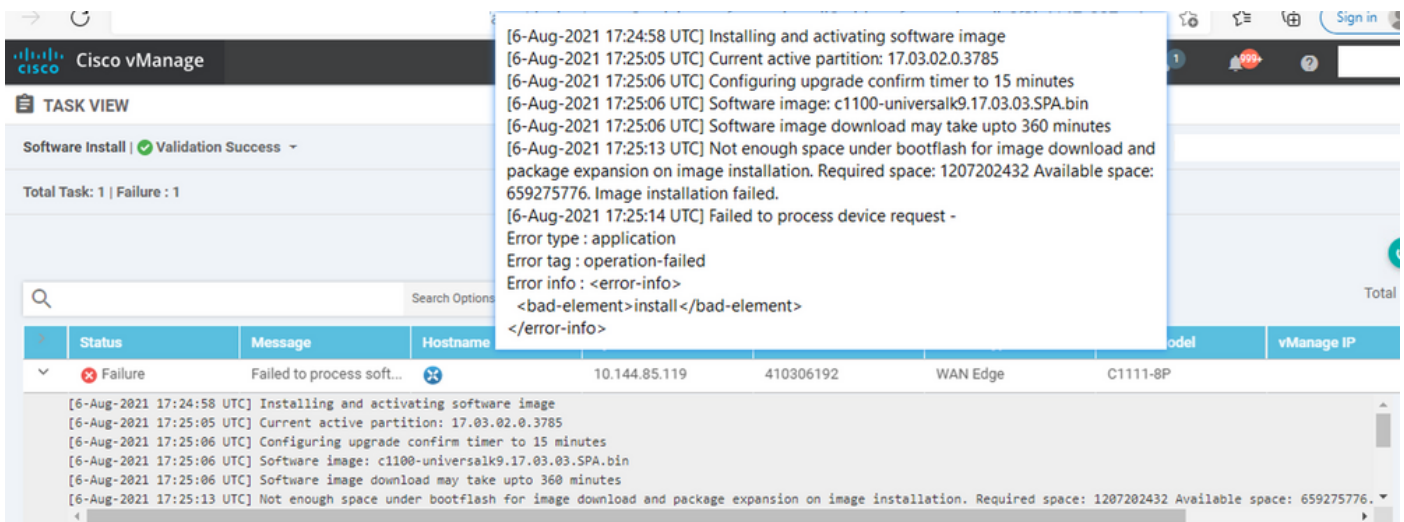 Sign in
CISCO
Cisco vManage
1
999+
TASK VIEW
Software Install | Validation Success
Total Task: 1 | Failure : 1
[6-Aug-2021 17:24:58 UTC] Installing and activating software image
[6-Aug-2021 17:25:05 UTC] Current active partition: 17.03.02.0.3785
[6-Aug-2021 17:25:06 UTC] Configuring upgrade confirm timer to 15 minutes
[6-Aug-2021 17:25:06 UTC] Software image: c1100-universalk9.17.03.03.SPA.bin
[6-Aug-2021 17:25:06 UTC] Software image download may take upto 360 minutes
[6-Aug-2021 17:25:13 UTC] Not enough space under bootflash for image download and
package expansion on image installation. Required space: 1207202432 Available space:
659275776. Image installation failed.
[6-Aug-2021 17:25:14 UTC] Failed to process device request -
Error type : application
Error tag : operation-failed
Error info : <error-info>
<bad-element>install</bad-element>
</error-info>
Search Options
Total
Status Message Hostname odel vManage IP
Failure Failed to process soft... 10.144.85.119 410306192 WAN Edge C1111-8P
[6-Aug-2021 17:24:58 UTC] Installing and activating software image
[6-Aug-2021 17:25:05 UTC] Current active partition: 17.03.02.0.3785
[6-Aug-2021 17:25:06 UTC] Configuring upgrade confirm timer to 15 minutes
[6-Aug-2021 17:25:06 UTC] Software image: c1100-universalk9.17.03.03.SPA.bin
[6-Aug-2021 17:25:06 UTC] Software image download may take upto 360 minutes
[6-Aug-2021 17:25:13 UTC] Not enough space under bootflash for image download and package expansion on image installation. Required space: 1207202432 Available space: 659275776.